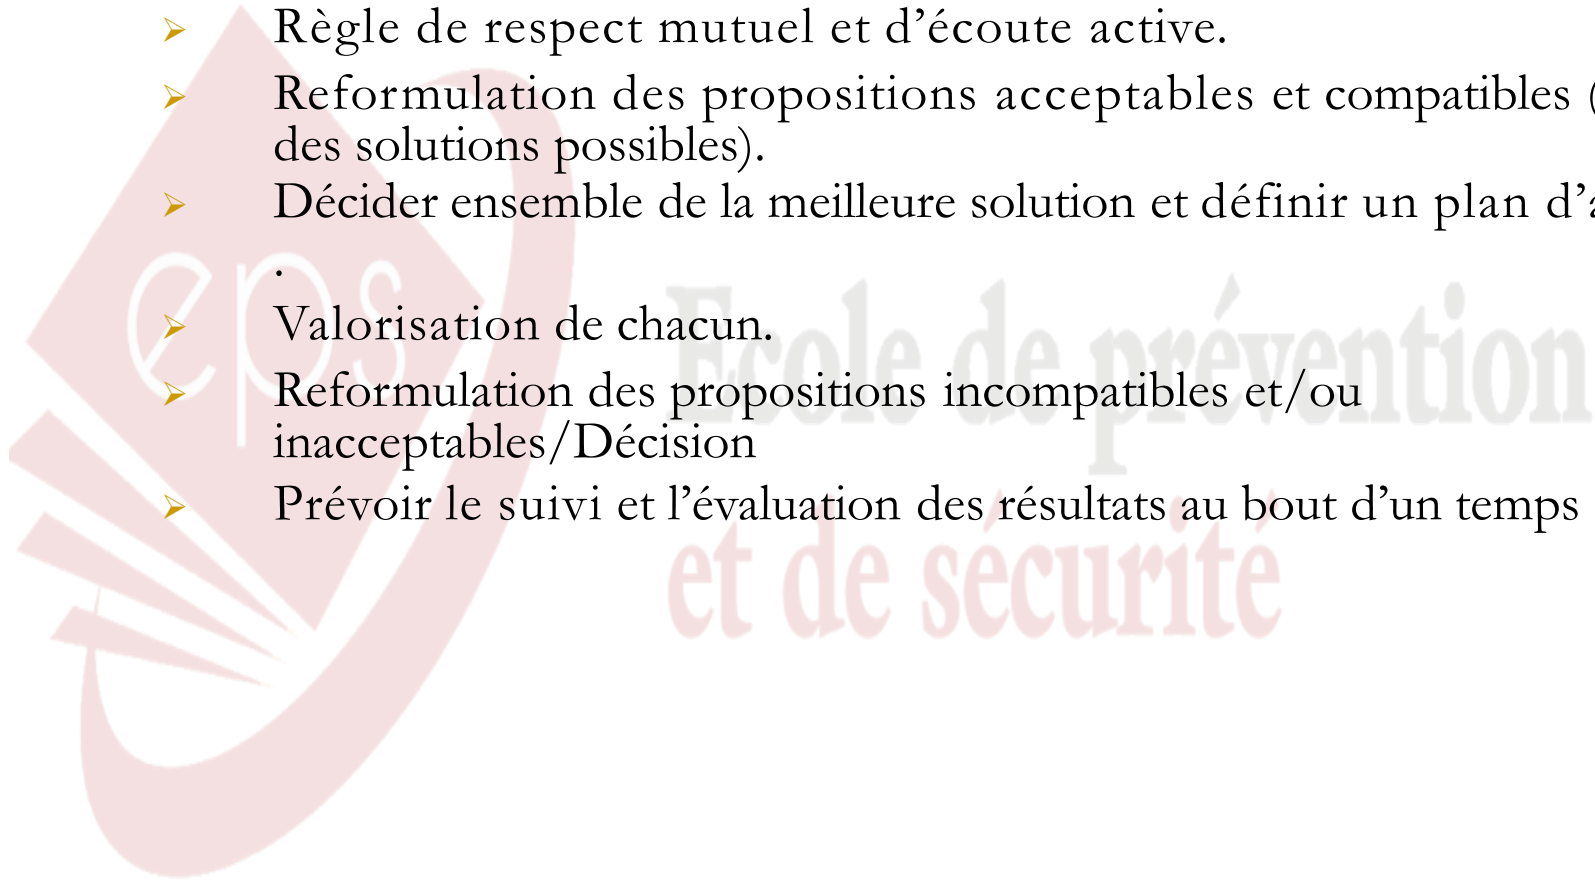 Règle de respect mutuel et d’écoute active.
Reformulation des propositions acceptables et compatibles (
des solutions possibles).
Décider ensemble de la meilleure solution et définir un plan d’a
.
Valorisation de chacun.
Reformulation des propositions incompatibles et/ou
inacceptables/Décision
Prévoir le suivi et l’évaluation des résultats au bout d’un temps
eps
Ecole de prévention
et de sécurité